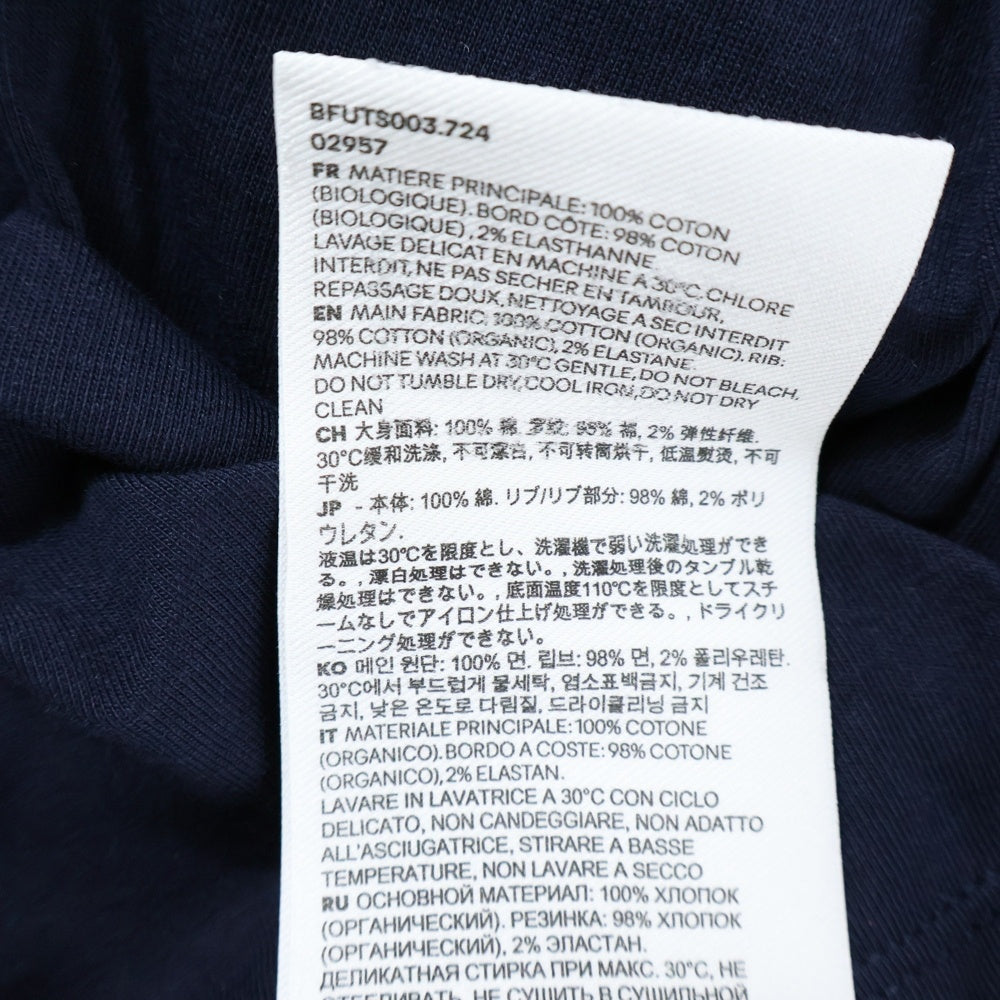 BFUTS003.724
02957
FR MATIERE PRINCIPALE: 100% COTON
(BIOLOGIQUE). BORD CÔTE: 98% COTON
(BIOLOGIQUE), 2% ELASTHANNE
LAVAGE DELICAT EN MACHINE A 30°C, CHLORE
INTERDIT, NE PAS SECHER EN TAMBOUR,
REPASSAGE DOUX, NETTOYAGE A SEC INTERDIT
EN MAIN FABRIC: 100% COTTON (ORGANIC). RIB:
98% COTTON (ORGANIC), 2% ELASTANE
MACHINE WASH AT 30°C GENTLE, DO NOT BLEACH,
DO NOT TUMBLE DRY, COOL IRON, DO NOT DRY
CLEAN
CH 大身面料: 100% 棉. 罗纹: 98% 棉, 2% 弹性纤维.
30°C缓和洗涤, 不可漂白, 不可转筒烘干, 低温熨烫, 不可
干洗
JP - 本体: 100% 綿. リブ/リブ部分: 98% 綿, 2% ポリ
ウレタン.
液温は30℃を限度とし、洗濯機で弱い洗濯処理ができ
る。, 漂白処理はできない。, 洗濯処理後のタンブル乾
燥処理はできない。, 底面温度110℃を限度としてスチ
ームなしでアイロン仕上げ処理ができる。, ドライクリ
ーニング処理ができない。
KO 메인 원단: 100% 면. 립브: 98% 면, 2% 폴리우레탄.
30°C에서 부드럽게 물세탁, 염소표백금지, 기계 건조
금지, 낮은 온도로 다림질, 드라이클리닝 금지
IT MATERIALE PRINCIPALE: 100% COTONE
(ORGANICO). BORDO A COSTE: 98% COTONE
(ORGANICO), 2% ELASTAN.
LAVARE IN LAVATRICE A 30°C CON CICLO
DELICATO, NON CANDEGGIARE, NON ADATTO
ALL'ASCIUGATRICE, STIRARE A BASSE
TEMPERATURE, NON LAVARE A SECCO
RU ОСНОВНОЙ МАТЕРИАЛ: 100% ХЛОПОК
(ОРГАНИЧЕСКИЙ). РЕЗИНКА: 98% ХЛОПОК
(ОРГАНИЧЕСКИЙ), 2% ЭЛАСТАН.
ДЕЛИКАТНАЯ СТИРКА ПРИ МАКС. 30°C, НЕ
ОТБЕЛИВАТЬ, НЕ СУШИТЬ В СУШИЛЬНОЙ